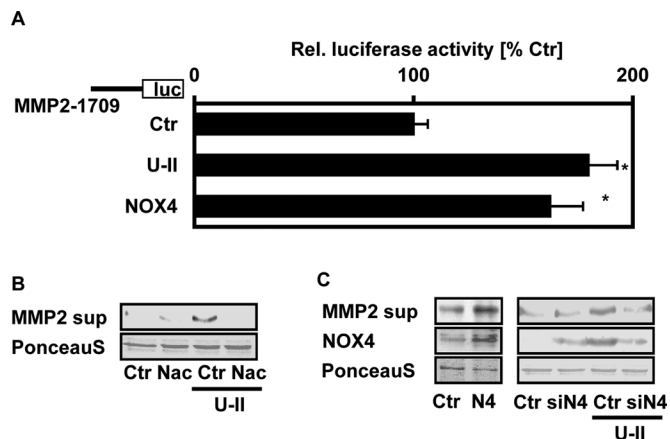 A
Rel. luciferase activity [% Ctr]
0 100 200
luc
MMP2-1709
Ctr
U-II
*
NOX4
*
B
MMP2 sup
PonceauS
Ctr Nac Ctr Nac
U-II
C
MMP2 sup
NOX4
PonceauS
Ctr N4 Ctr siN4 Ctr siN4
U-II